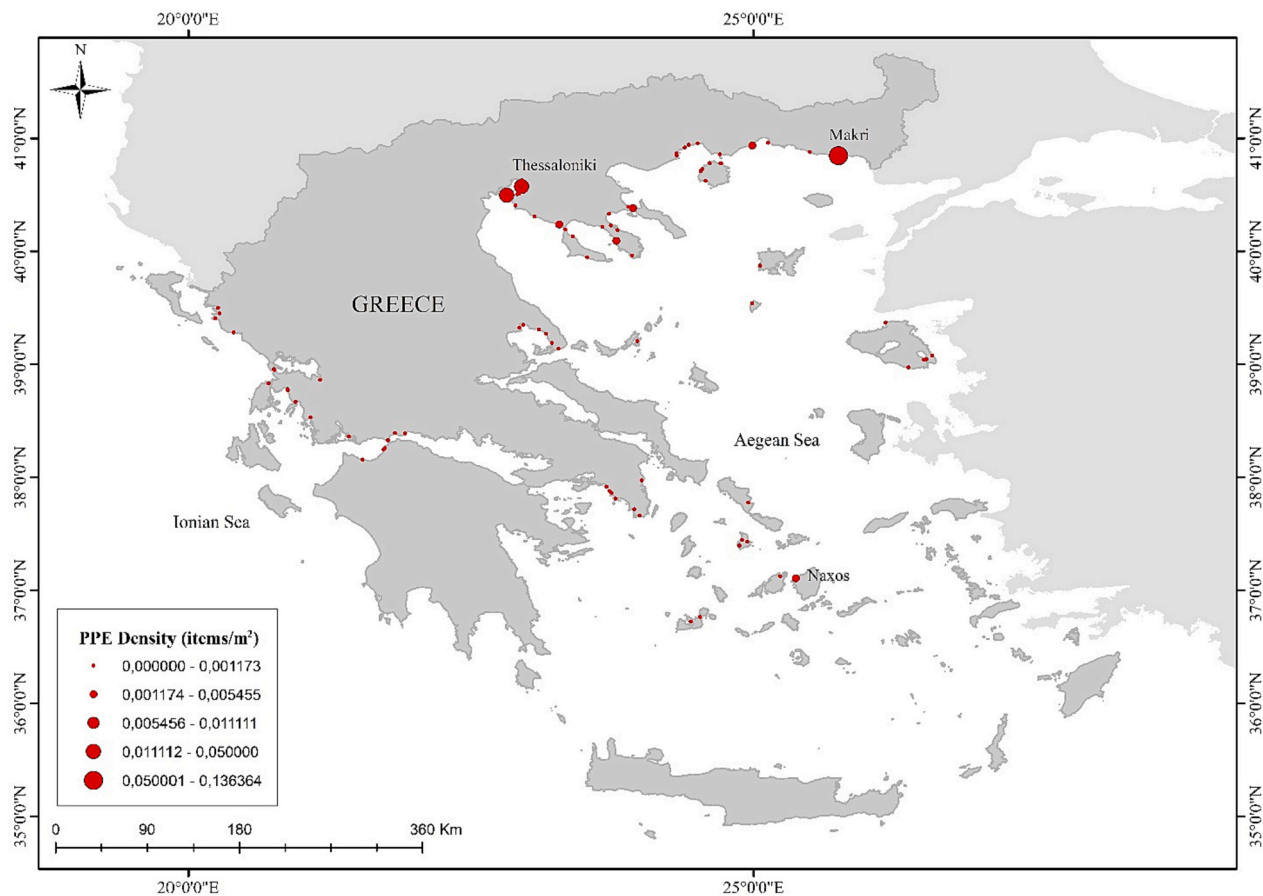 20°0'0"E 25°0'0"E
N
41°0'0"N 41°0'0"N
Makri
Thessaloniki
40°0'0"N 40°0'0"N
GREECE
39°0'0"N 39°0'0"N
Aegean Sea
38°0'0"N 38°0'0"N
Ionian Sea
Naxos
37°0'0"N 37°0'0"N
PPE Density (items/m²)
0,000000 - 0,001173
0,001174 - 0,005455
0,005456 - 0,011111
0,011112 - 0,050000
0,050001 - 0,136364
36°0'0"N 36°0'0"N
35°0'0"N 35°0'0"N
0 90 180 360 Km
20°0'0"E 25°0'0"E